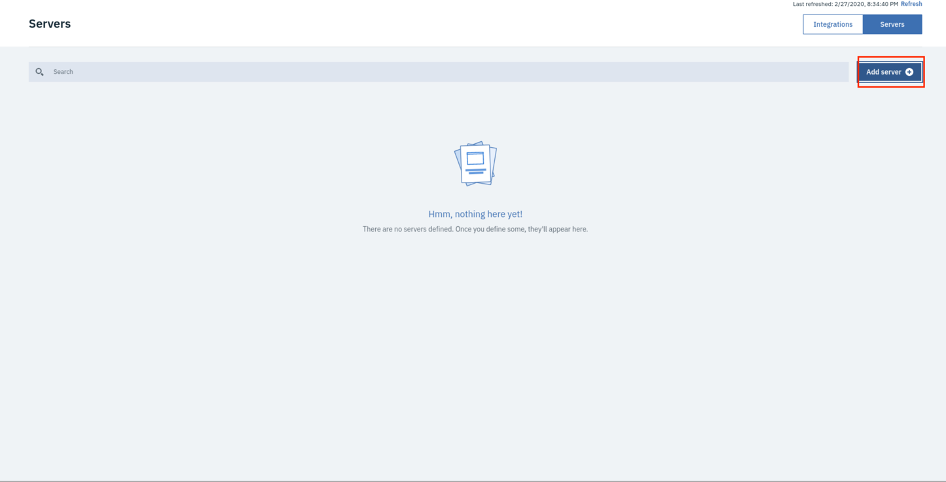 Last refreshed: 2/27/2020, 8:34:40 PM Refresh
Servers
Integrations
Servers
Search
Add server
Hmm, nothing here yet!
There are no servers defined. Once you define some, they'll appear here.